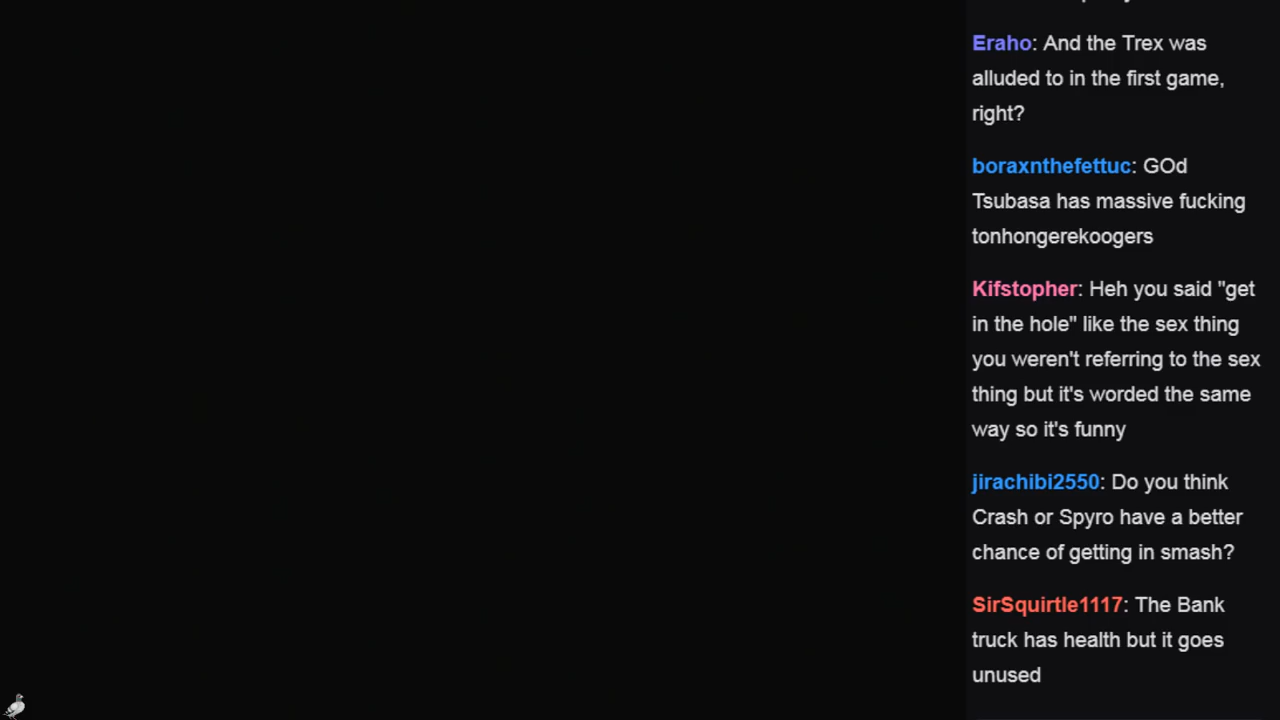 Eraho: And the Trex was
alluded to in the first game,
right?
boraxnthefettuc: GOd
Tsubasa has massive fucking
tonhongerekoogers
Kifstopher: Heh you said "get
in the hole" like the sex thing
you weren't referring to the sex
thing but it's worded the same
way so it's funny
jirachibi2550: Do you think
Crash or Spyro have a better
chance of getting in smash?
SirSquirtle1117: The Bank
truck has health but it goes
unused